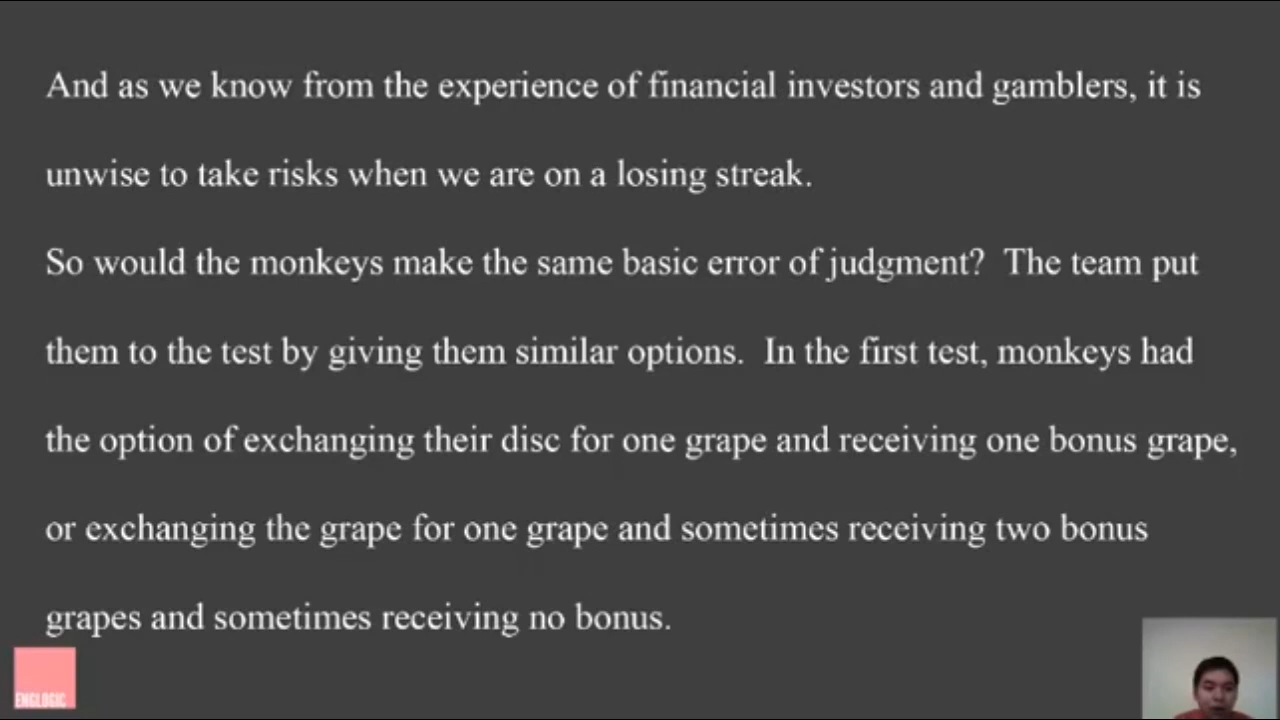 And as we know from the experience of financial investors and gamblers, it is
unwise to take risks when we are on a losing streak.
So would the monkeys make the same basic error of judgment?  The team put
them to the test by giving them similar options.  In the first test, monkeys had
the option of exchanging their disc for one grape and receiving one bonus grape,
or exchanging the grape for one grape and sometimes receiving two bonus
grapes and sometimes receiving no bonus.
ENGLOGIC